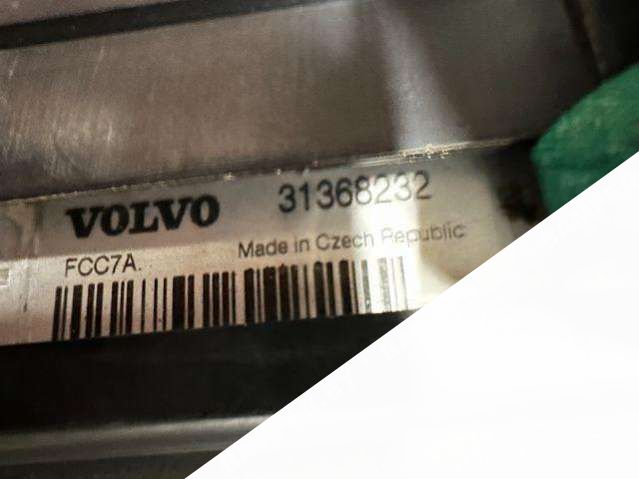 VOLVO 31368232
Made in Czech Republic
FCC7A.